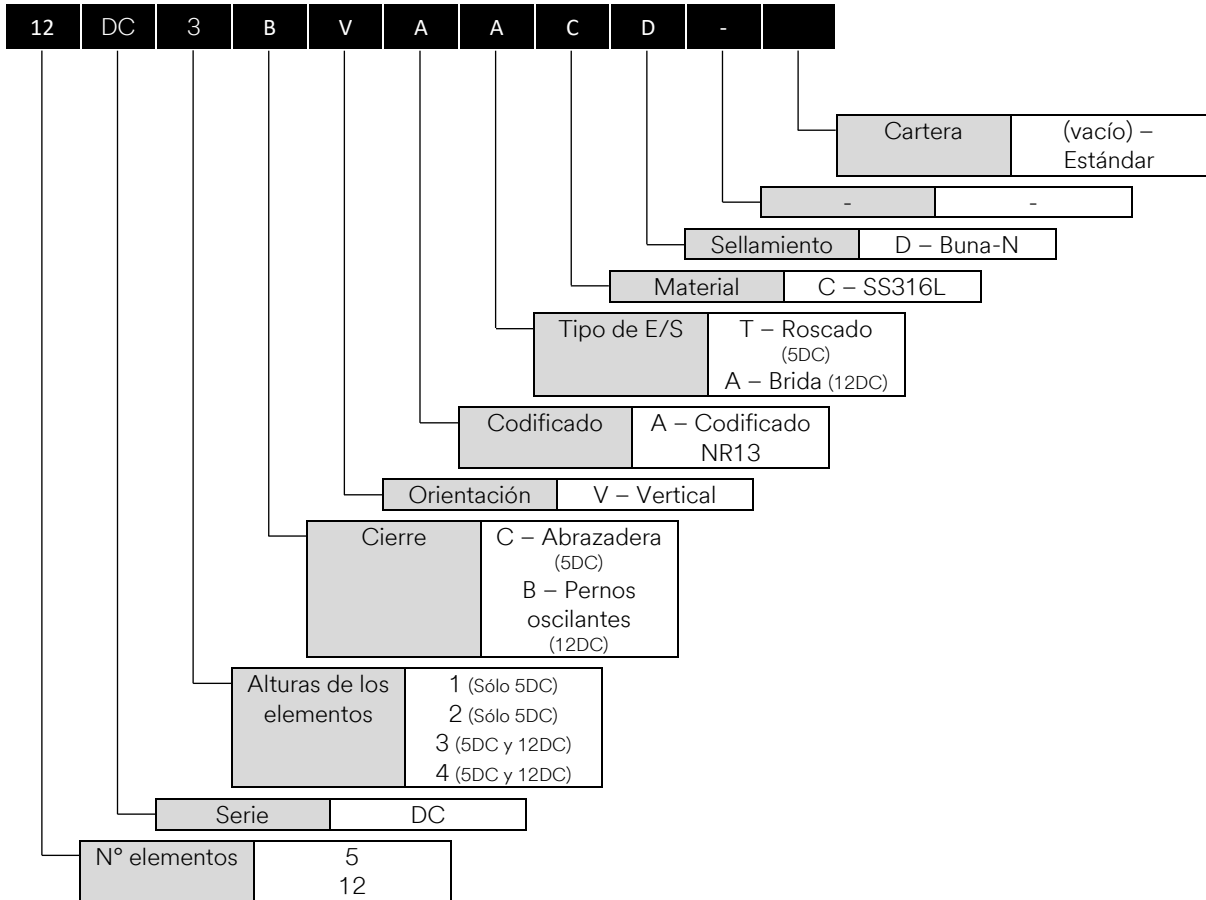 12 DC 3 B V A A C D -
Cartera (vacío) –
Estándar
- -
Sellamiento D – Buna-N
Material C – SS316L
Tipo de E/S T – Roscado
(5DC)
A – Brida (12DC)
Codificado A – Codificado
NR13
Orientación V – Vertical
Cierre C – Abrazadera
(5DC)
B – Pernos
oscilantes
(12DC)
Alturas de los 1 (Sólo 5DC)
elementos 2 (Sólo 5DC)
3 (5DC y 12DC)
4 (5DC y 12DC)
Serie DC
N° elementos 5
12